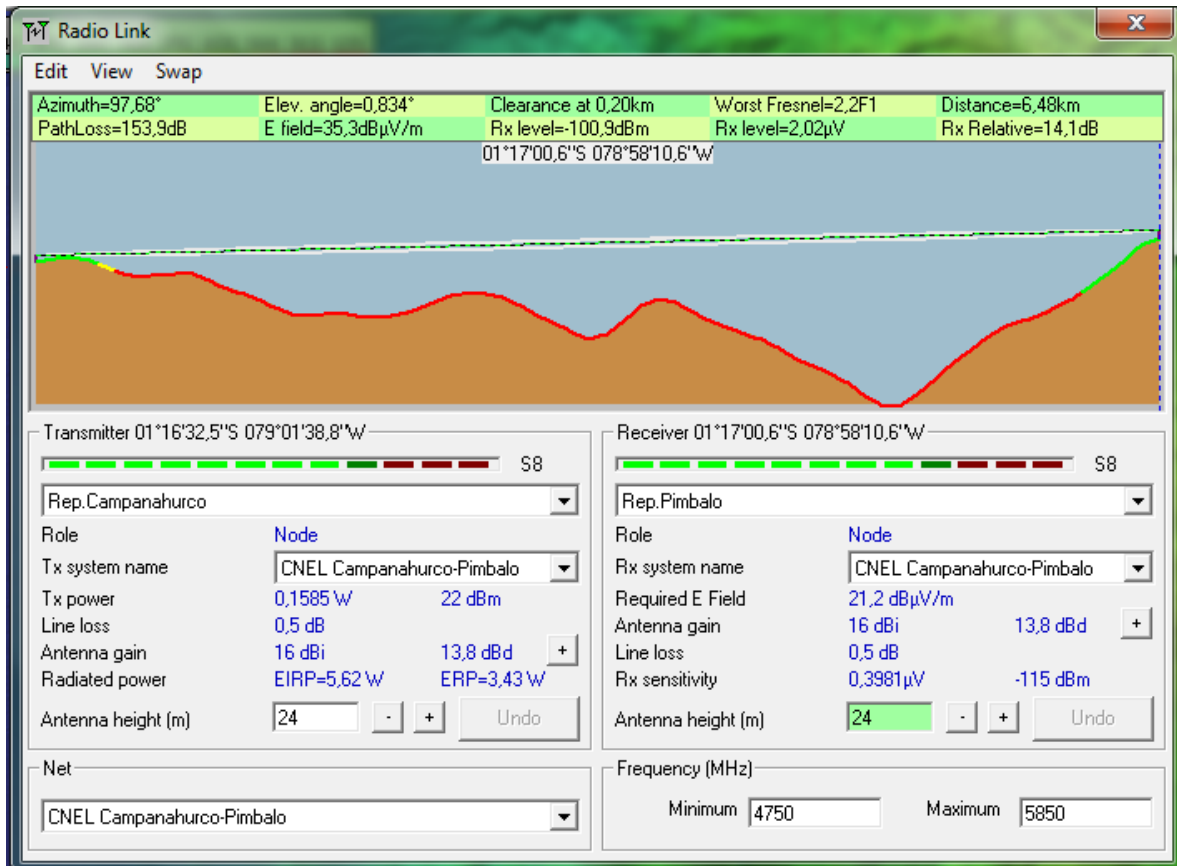 Radio Link
Edit View Swap
Azimuth=97,68° Elev. angle=0,834° Clearance at 0,20km Worst Fresnel=2,2F1 Distance=6,48km
PathLoss=153,9dB E field=35,3dBµV/m Rx level=-100,9dBm Rx level=2,02µV Rx Relative=14,1dB
01°17'00,6"S 078°58'10,6"W
Transmitter 01°16'32,5"S 079°01'38,8"W
S8
Rep.Campanahurco
Role Node
Tx system name CNEL Campanahurco-Pimbalo
Tx power 0,1585 W 22 dBm
Line loss 0,5 dB
Antenna gain 16 dBi 13,8 dBd +
Radiated power EIRP=5,62 W ERP=3,43 W
Antenna height (m) 24 - + Undo
Receiver 01°17'00,6"S 078°58'10,6"W
S8
Rep.Pimbalo
Role Node
Rx system name CNEL Campanahurco-Pimbalo
Required E Field 21,2 dBµV/m
Antenna gain 16 dBi 13,8 dBd +
Line loss 0,5 dB
Rx sensitivity 0,3981µV -115 dBm
Antenna height (m) 24 - + Undo
Net
CNEL Campanahurco-Pimbalo
Frequency (MHz)
Minimum 4750 Maximum 5850